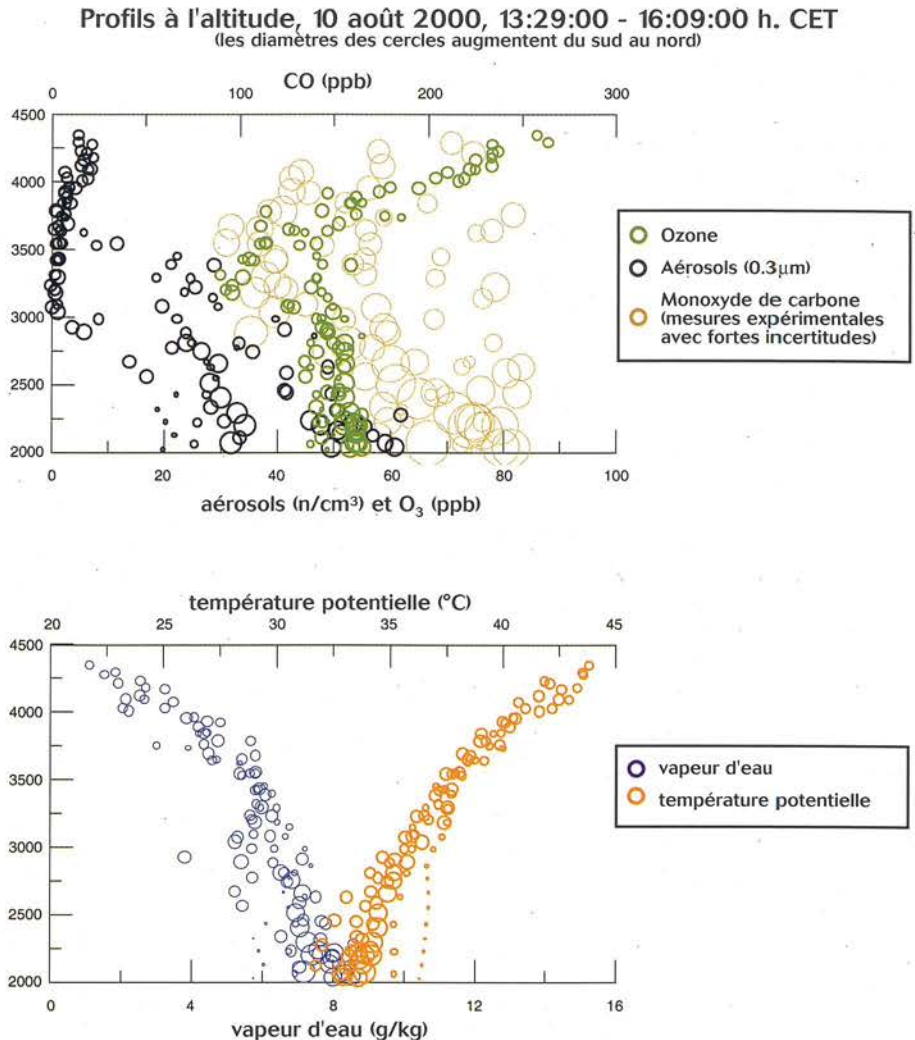 Profils à l'altitude, 10 août 2000, 13:29:00 - 16:09:00 h. CET
(les diamètres des cercles augmentent du sud au nord)
CO (ppb)
0 100 200 300
4500
4000
3500
3000
2500
2000
0 20 40 60 80 100
aérosols (n/cm³) et O₃ (ppb)
Ozone
Aérosols (0.3µm)
Monoxyde de carbone
(mesures expérimentales
avec fortes incertitudes)
température potentielle (°C)
20 25 30 35 40 45
4500
4000
3500
3000
2500
2000
0 4 8 12 16
vapeur d'eau (g/kg)
vapeur d'eau
température potentielle